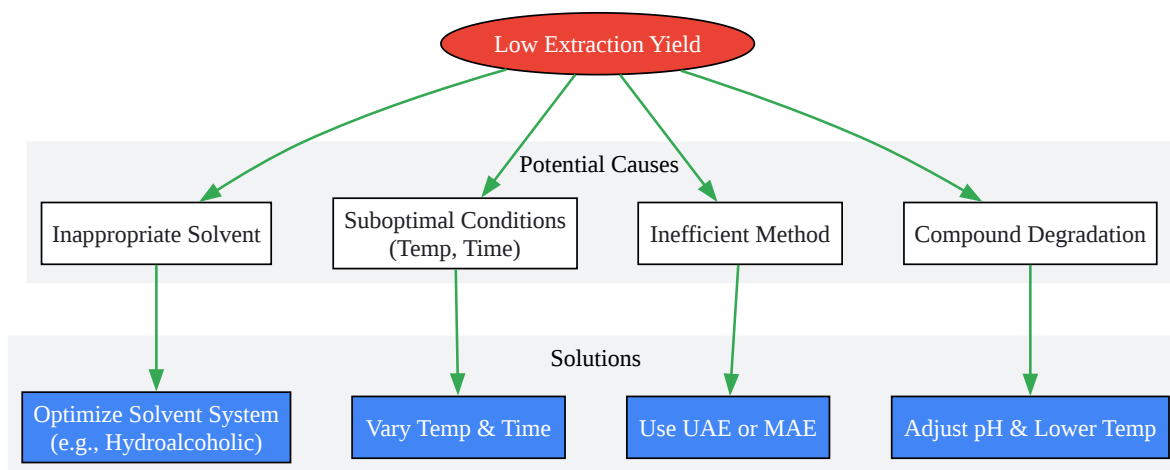 Low Extraction Yield
Potential Causes
Inappropriate Solvent
Suboptimal Conditions
(Temp, Time)
Inefficient Method
Compound Degradation
Solutions
Optimize Solvent System
(e.g., Hydroalcoholic)
Vary Temp & Time
Use UAE or MAE
Adjust pH & Lower Temp